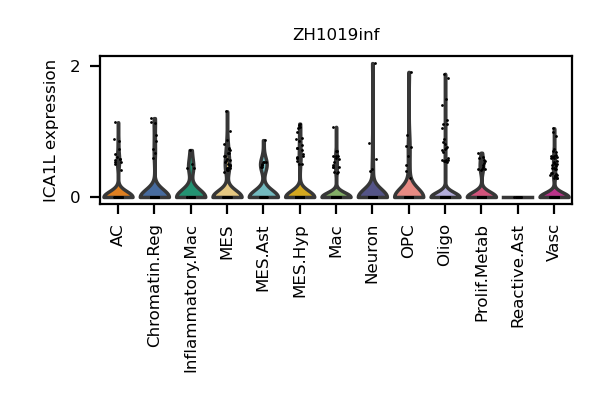 ZH1019inf
ICA1L expression
2
0
AC
Chromatin.Reg
Inflammatory.Mac
MES
MES.Ast
MES.Hyp
Mac
Neuron
OPC
Oligo
Prolif.Metab
Reactive.Ast
Vasc